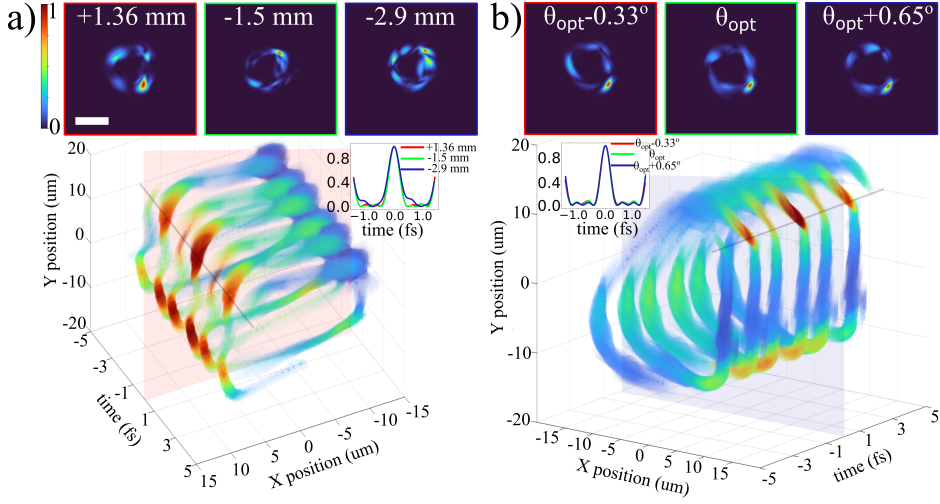 a)
1
0
+1.36 mm
-1.5 mm
-2.9 mm
20
10
0
-10
-20
Y position (um)
-5
-3
-1
1
3
5
time (fs)
15
10
5
0
-5
-10
-15
X position (um)
0.8
0.4
0.0
-1.0
0.0
1.0
time (fs)
+1.36 mm
-1.5 mm
-2.9 mm
b)
θopt-0.33º
θopt
θopt+0.65º
20
10
0
-10
-20
Y position (um)
-15
-10
-5
0
5
10
15
X position (um)
-5
-3
-1
1
3
5
time (fs)
0.8
0.4
0
-1.0
0.0
1.0
time (fs)
θopt-0.33º
θopt
θopt+0.65º